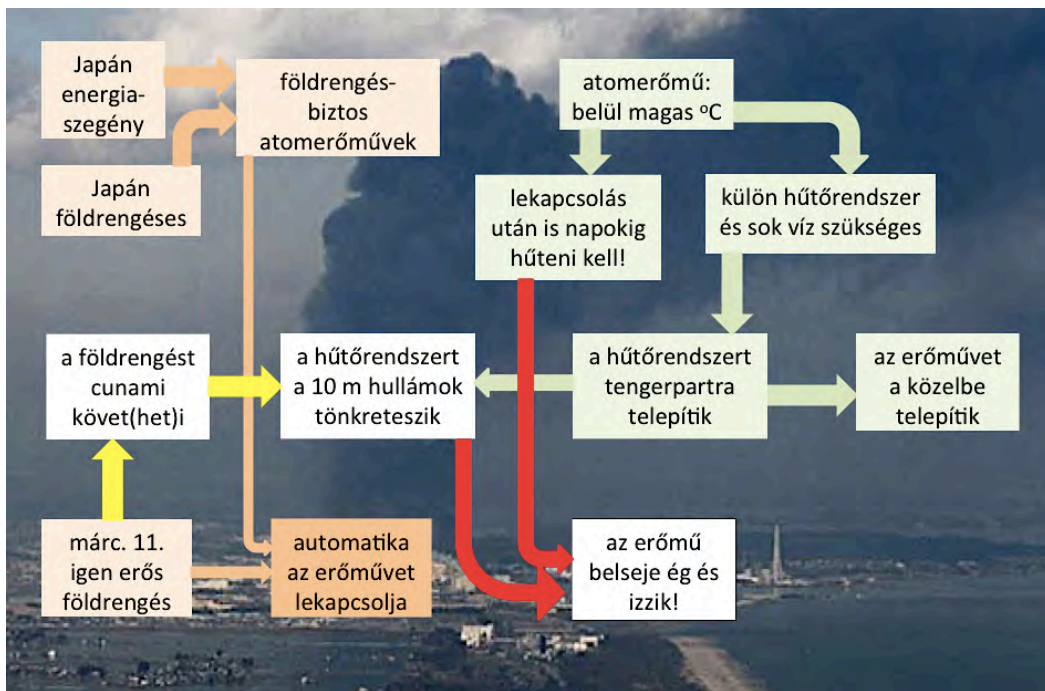 Japán
energia-
szegény
földrengés-
biztos
atomerőművek
atomerőmű:
belül magas ºC
Japán
földrengéses
lekapcsolás
után is napokig
hűteni kell!
külön hűtőrendszer
és sok víz szükséges
a földrengést
cunami
követ(het)i
a hűtőrendszert
a 10 m hullámok
tönkreteszik
a hűtőrendszert
tengerpartra
telepítik
az erőművet
a közelbe
telepítik
márc. 11.
igen erős
földrengés
automatika
az erőművet
lekapcsolja
az erőmű
belseje ég és
izzik!